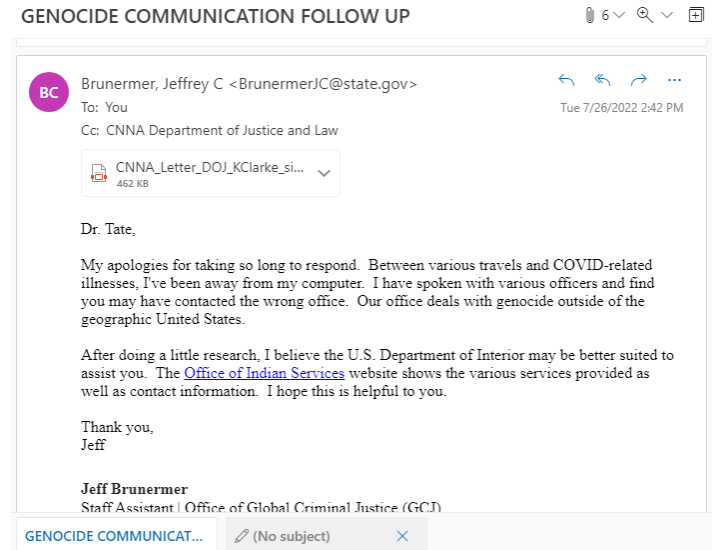 GENOCIDE COMMUNICATION FOLLOW UP
6
BC
Brunermer, Jeffrey C <BrunermerJC@state.gov>
To: You
Tue 7/26/2022 2:42 PM
Cc: CNNA Department of Justice and Law
CNNA_Letter_DOJ_KClarke_si...
462 KB
Dr. Tate,
My apologies for taking so long to respond.  Between various travels and COVID-related
illnesses, I've been away from my computer.  I have spoken with various officers and find
you may have contacted the wrong office.  Our office deals with genocide outside of the
geographic United States.
After doing a little research, I believe the U.S. Department of Interior may be better suited to
assist you.  The Office of Indian Services website shows the various services provided as
well as contact information.  I hope this is helpful to you.
Thank you,
Jeff
Jeff Brunermer
Staff Assistant | Office of Global Criminal Justice (GCJ)
GENOCIDE COMMUNICAT...
(No subject)